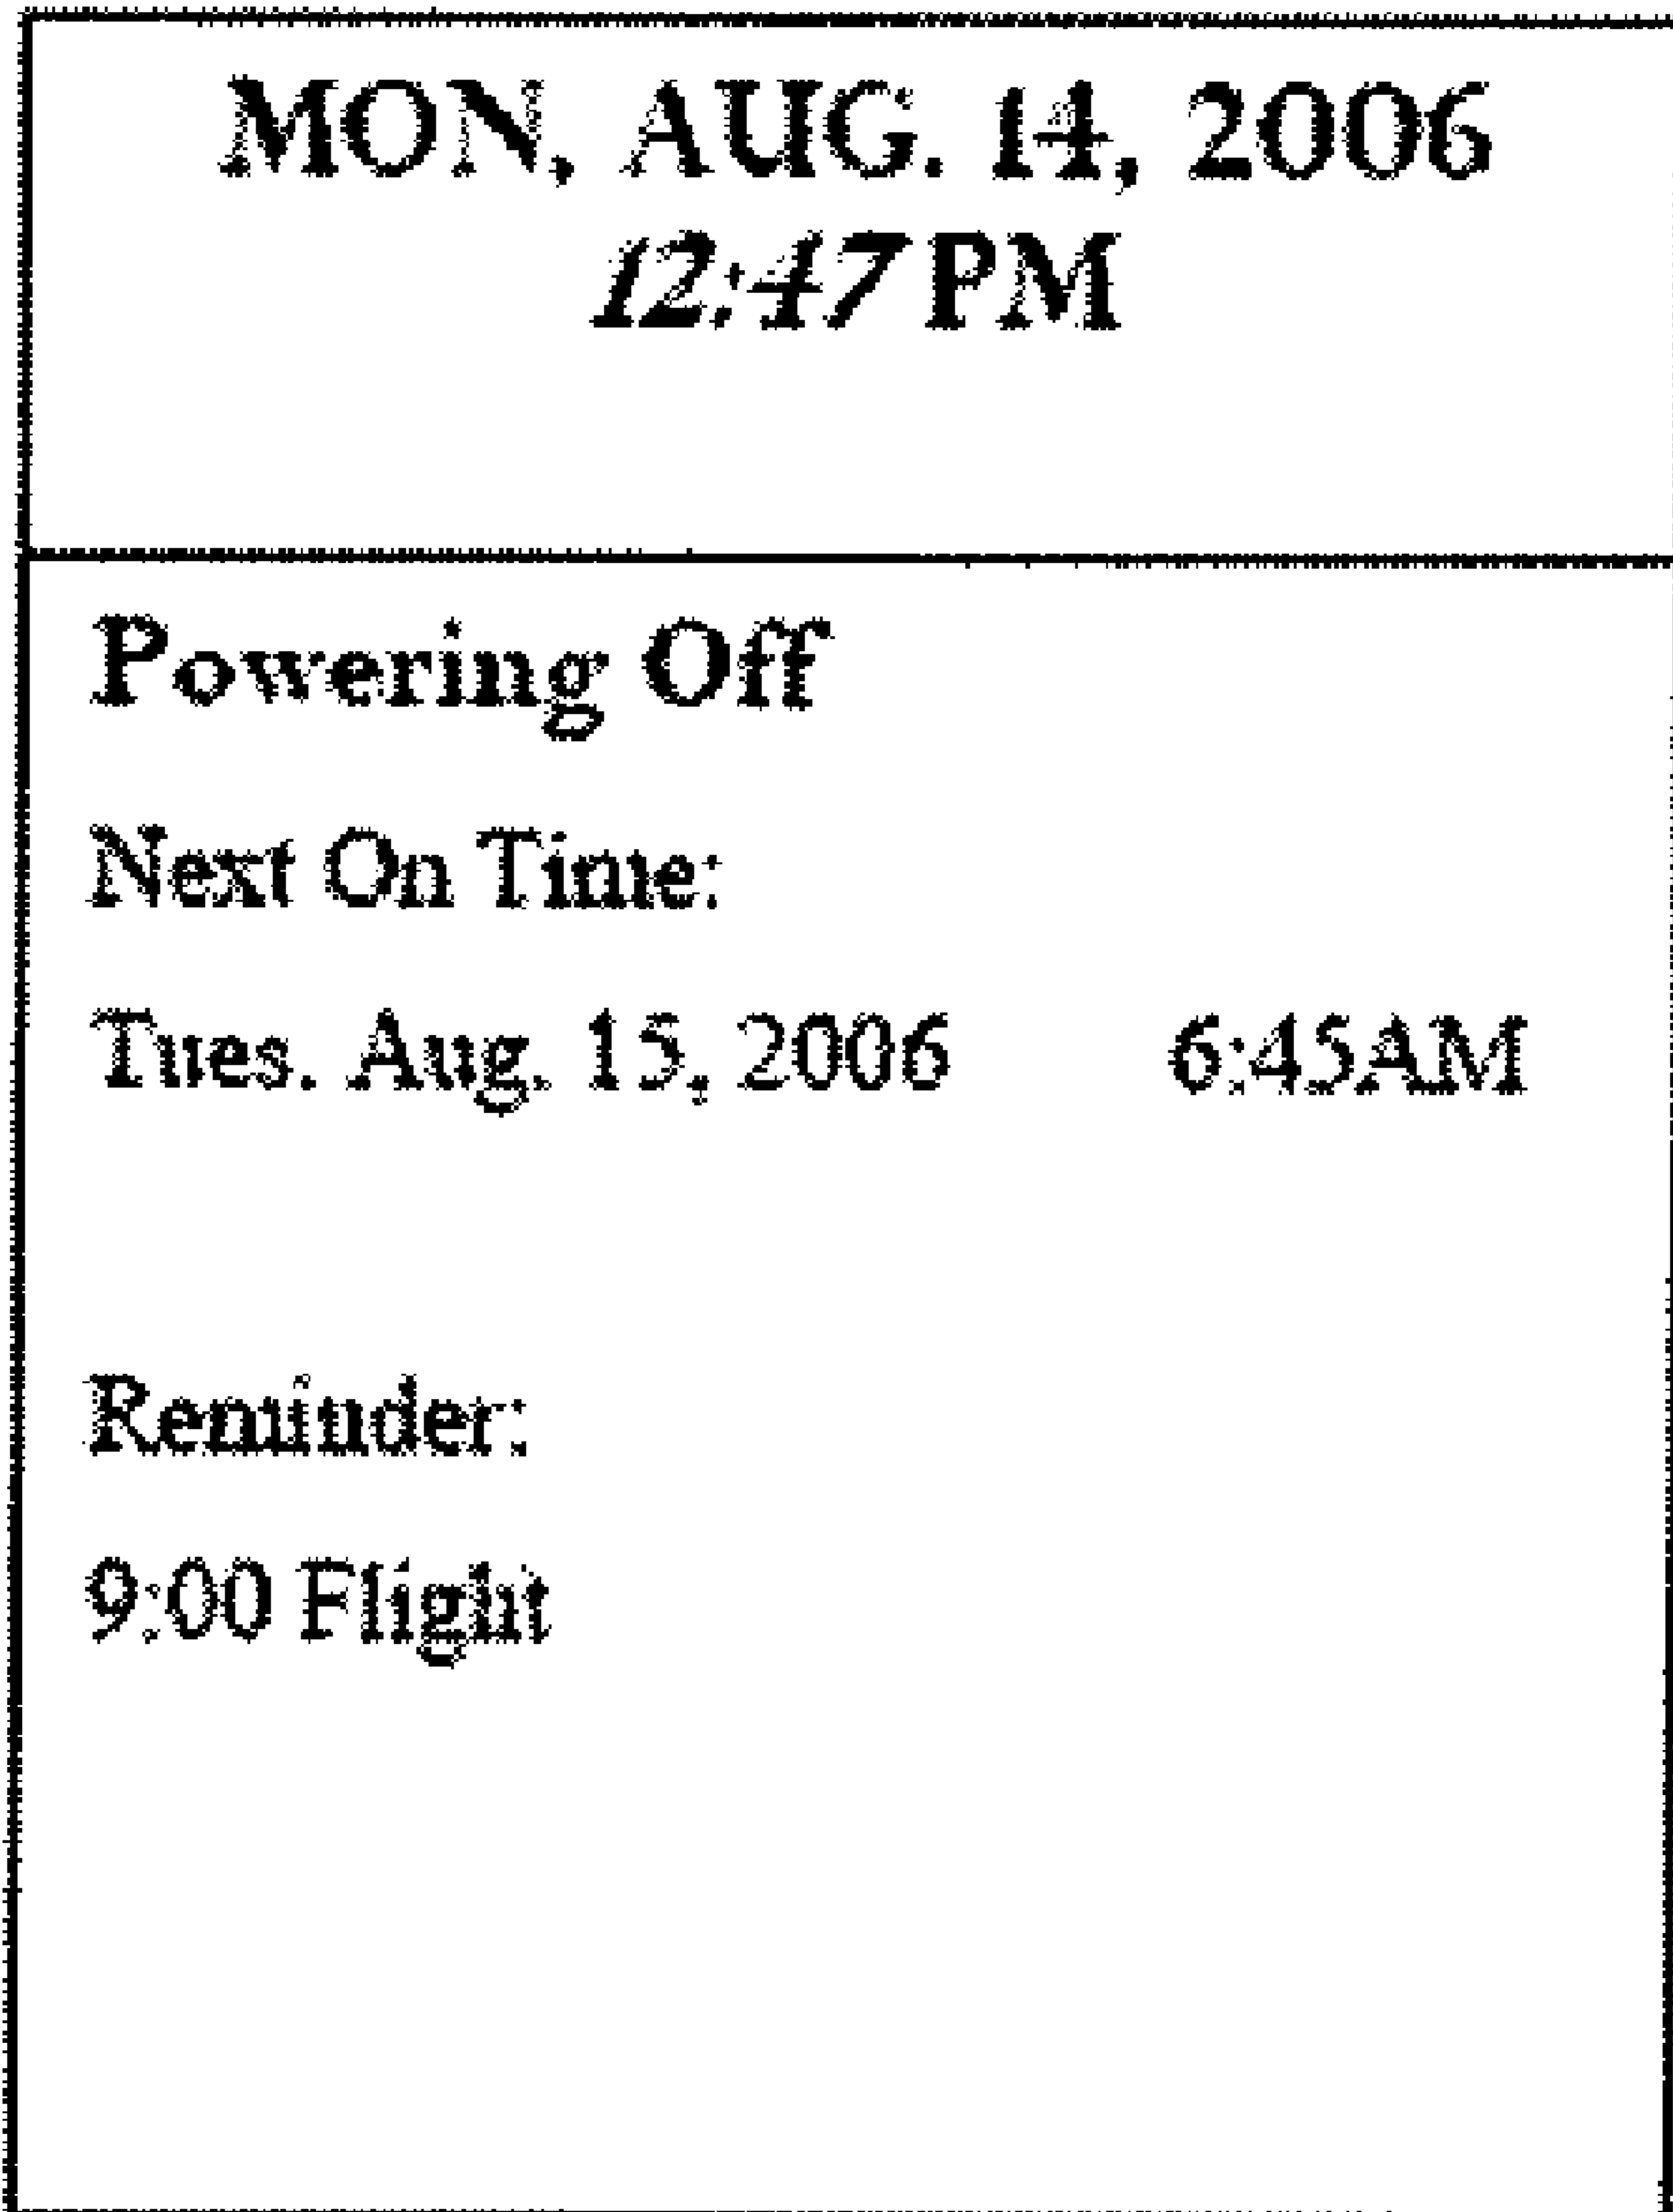 MON, AUG. 14, 2006
12:47 PM
Powering Off
Next On Time:
Tues. Aug. 15, 2006 6:45AM
Reminder:
9:00 Flight